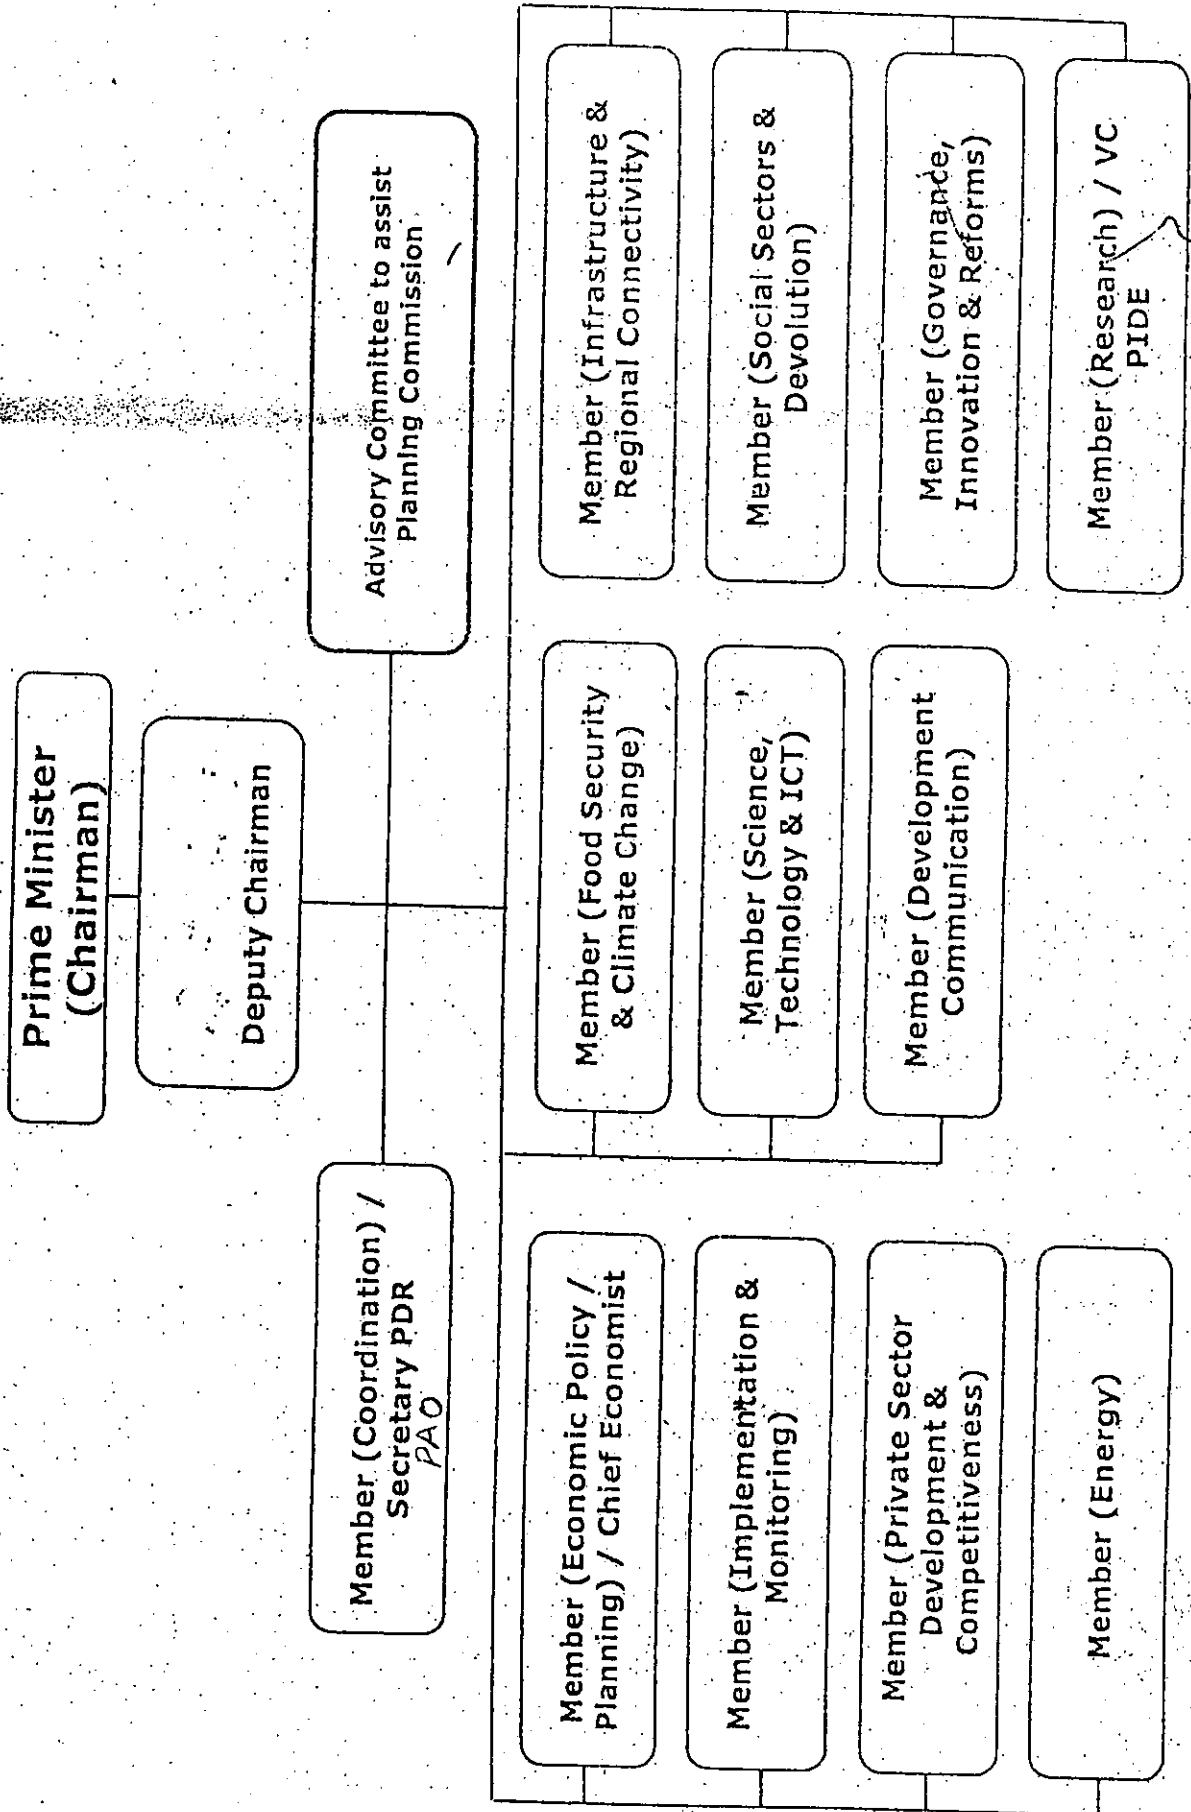 Prime Minister
(Chairman)
Deputy Chairman
Member (Coordination) /
Secretary PDR
PAO
Advisory Committee to assist
Planning Commission
Member (Economic Policy /
Planning) / Chief Economist
Member (Implementation &
Monitoring)
Member (Private Sector
Development &
Competitiveness)
Member (Energy)
Member (Food Security
& Climate Change)
Member (Science,
Technology & ICT)
Member (Development
Communication)
Member (Infrastructure &
Regional Connectivity)
Member (Social Sectors &
Devolution)
Member (Governance,
Innovation & Reforms)
Member (Research) / VC
PIDE